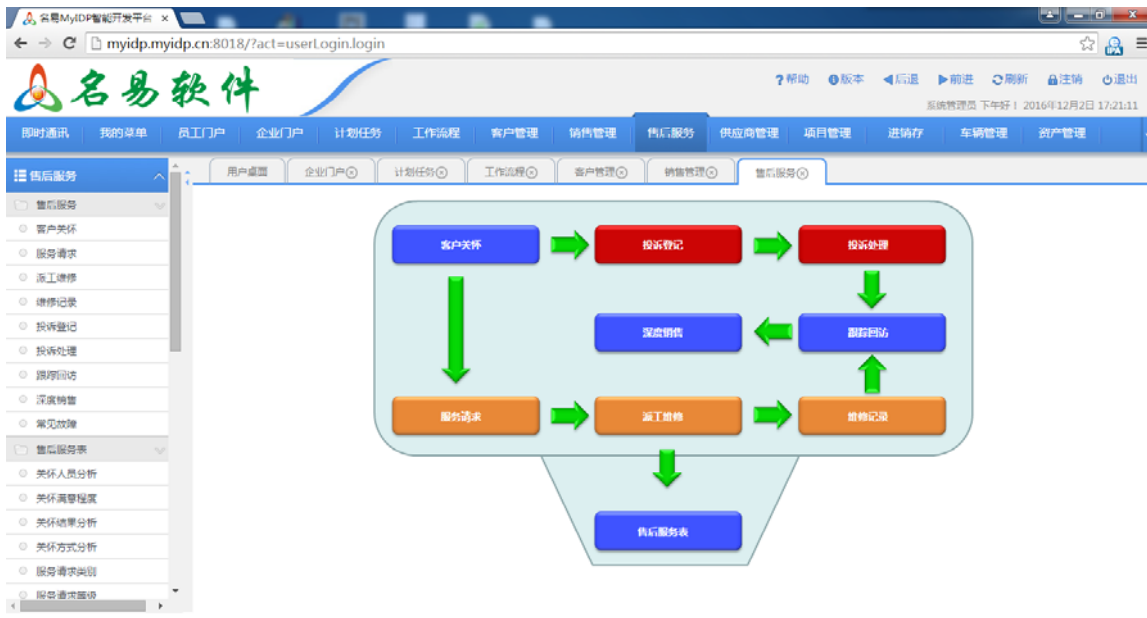 名易MyIDP智能开发平台 ×
myidp.myidp.cn:8018/?act=userLogin.login
名易软件
?帮助 版本 后退 前进 刷新 注销 退出
系统管理员 下午好！ 2016年12月2日 17:21:11
即时通讯 我的菜单 员工门户 企业门户 计划任务 工作流程 客户管理 销售管理 售后服务 供应商管理 项目管理 进销存 车辆管理 资产管理
售后服务 用户桌面 企业门户 计划任务 工作流程 客户管理 销售管理 售后服务
售后服务
客户关怀
服务请求
派工维修
维修记录
投诉登记
投诉处理
跟踪回访
深度销售
常见故障
售后服务表
关怀人员分析
关怀满意程度
关怀结果分析
关怀方式分析
服务请求类别
服务请求等级
客户关怀 投诉登记 投诉处理
深度销售 跟踪回访
服务请求 派工维修 维修记录
售后服务表